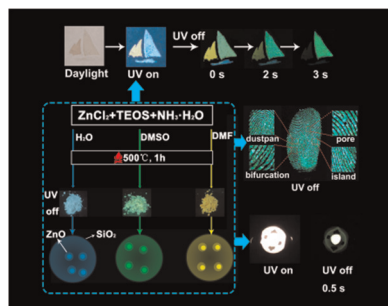 UV off
Daylight
UV on
0 s
2 s
3 s
ZnCl₂+TEOS+NH₃·H₂O
H₂O
DMSO
DMF
500℃, 1h
UV
off
ZnO
SiO₂
dustpan
pore
bifurcation
island
UV off
UV on
UV off
0.5 s